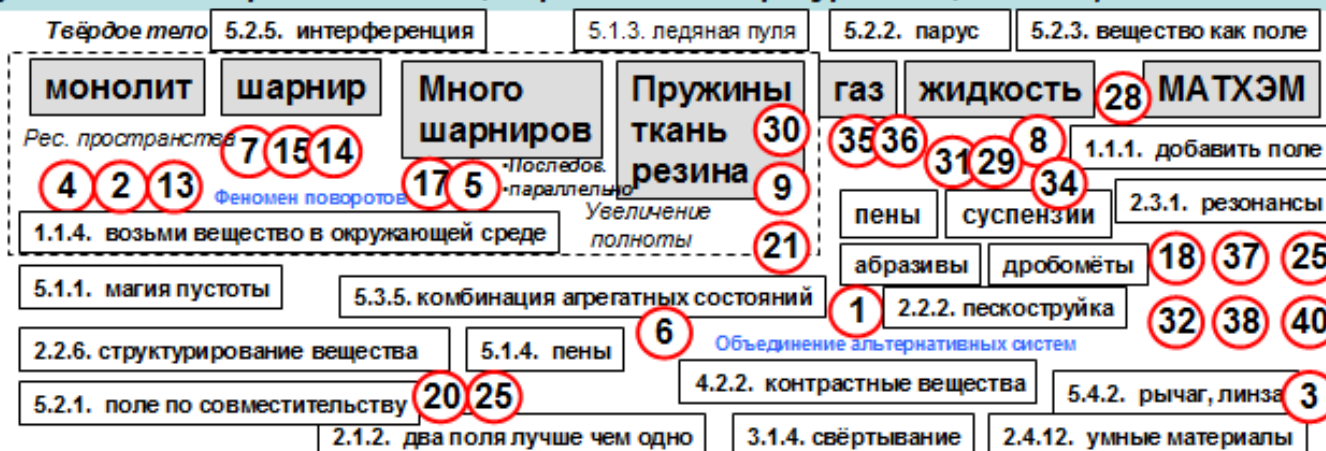 Твёрдое тело 5.2.5. интерференция 5.1.3. ледяная пуля 5.2.2. парус 5.2.3. вещество как поле
монолит шарнир Много шарниров Пружины ткань резина газ жидкость 28 МАТХЭМ
30
Рес. пространства 7 15 14
35 36 31 29 8
1.1.1. добавить поле
4 2 13
Феномен поворотов
17 5
•Последов.
•параллельно
9
34
Увеличение
полноты
21
пены суспензии 2.3.1. резонансы
1.1.4. возьми вещество в окружающей среде
абразивы дробомёты 18 37 25
5.1.1. магия пустоты 5.3.5. комбинация агрегатных состояний 1 2.2.2. пескоструйка
32 38 40
6 Объединение альтернативных систем
2.2.6. структурирование вещества 5.1.4. пены
4.2.2. контрастные вещества 5.4.2. рычаг, линза 3
5.2.1. поле по совместительству 20 25
2.1.2. два поля лучше чем одно 3.1.4. свёртывание 2.4.12. умные материалы